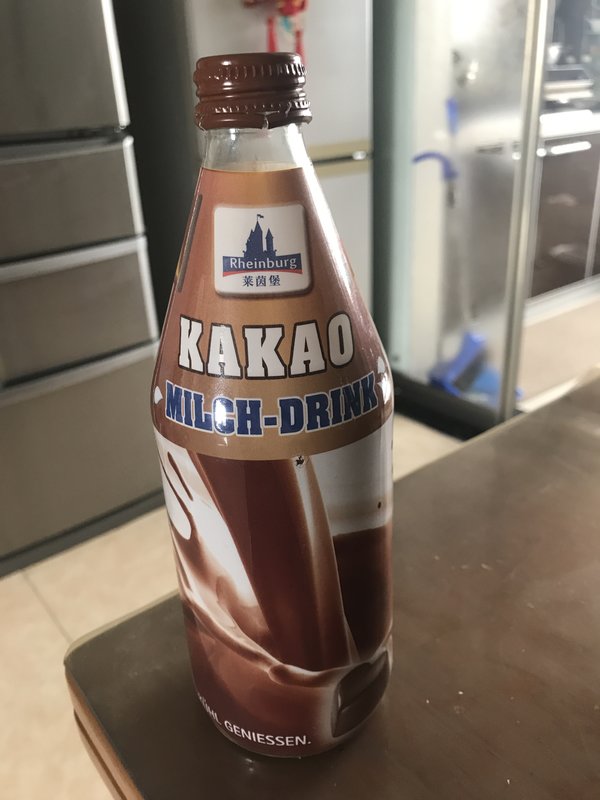 Rheinburg
莱茵堡
KAKAO
MILCH-DRINK
GENIESSEN.